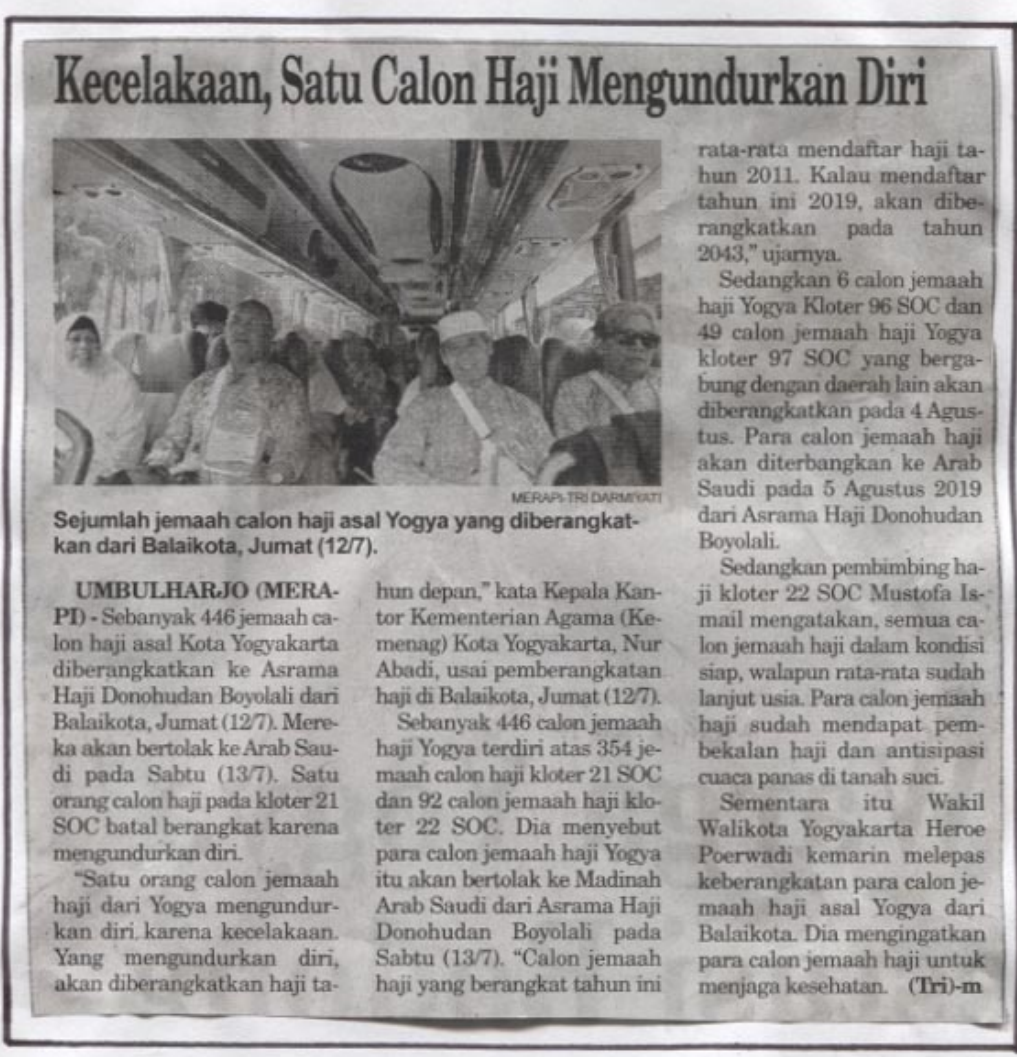 Kecelakaan, Satu Calon Haji Mengundurkan Diri
MERAPI-TRI DARMIYATI
Sejumlah jemaah calon haji asal Yogya yang diberangkat-
kan dari Balaikota, Jumat (12/7).
UMBULHARJO (MERA-
PI) - Sebanyak 446 jemaah ca-
lon haji asal Kota Yogyakarta
diberangkatkan ke Asrama
Haji Donohudan Boyolali dari
Balaikota, Jumat (12/7). Mere-
ka akan bertolak ke Arab Sau-
di pada Sabtu (13/7). Satu
orang calon haji pada kloter 21
SOC batal berangkat karena
mengundurkan diri.
"Satu orang calon jemaah
haji dari Yogya mengundur-
kan diri karena kecelakaan.
Yang mengundurkan diri,
akan diberangkatkan haji ta-
hun depan," kata Kepala Kan-
tor Kementerian Agama (Ke-
menag) Kota Yogyakarta, Nur
Abadi, usai pemberangkatan
haji di Balaikota, Jumat (12/7).
Sebanyak 446 calon jemaah
haji Yogya terdiri atas 354 je-
maah calon haji kloter 21 SOC
dan 92 calon jemaah haji klo-
ter 22 SOC. Dia menyebut
para calon jemaah haji Yogya
itu akan bertolak ke Madinah
Arab Saudi dari Asrama Haji
Donohudan Boyolali pada
Sabtu (13/7). "Calon jemaah
haji yang berangkat tahun ini
rata-rata mendaftar haji ta-
hun 2011. Kalau mendaftar
tahun ini 2019, akan dibe-
rangkatkan pada tahun
2043," ujarnya.
Sedangkan 6 calon jemaah
haji Yogya Kloter 96 SOC dan
49 calon jemaah haji Yogya
kloter 97 SOC yang berga-
bung dengan daerah lain akan
diberangkatkan pada 4 Agus-
tus. Para calon jemaah haji
akan diterbangkan ke Arab
Saudi pada 5 Agustus 2019
dari Asrama Haji Donohudan
Boyolali.
Sedangkan pembimbing ha-
ji kloter 22 SOC Mustofa Is-
mail mengatakan, semua ca-
lon jemaah haji dalam kondisi
siap, walapun rata-rata sudah
lanjut usia. Para calon jemaah
haji sudah mendapat pem-
bekalan haji dan antisipasi
cuaca panas di tanah suci.
Sementara itu Wakil
Walikota Yogyakarta Heroe
Poerwadi kemarin melepas
keberangkatan para calon je-
maah haji asal Yogya dari
Balaikota. Dia mengingatkan
para calon jemaah haji untuk
menjaga kesehatan. (Tri)-m